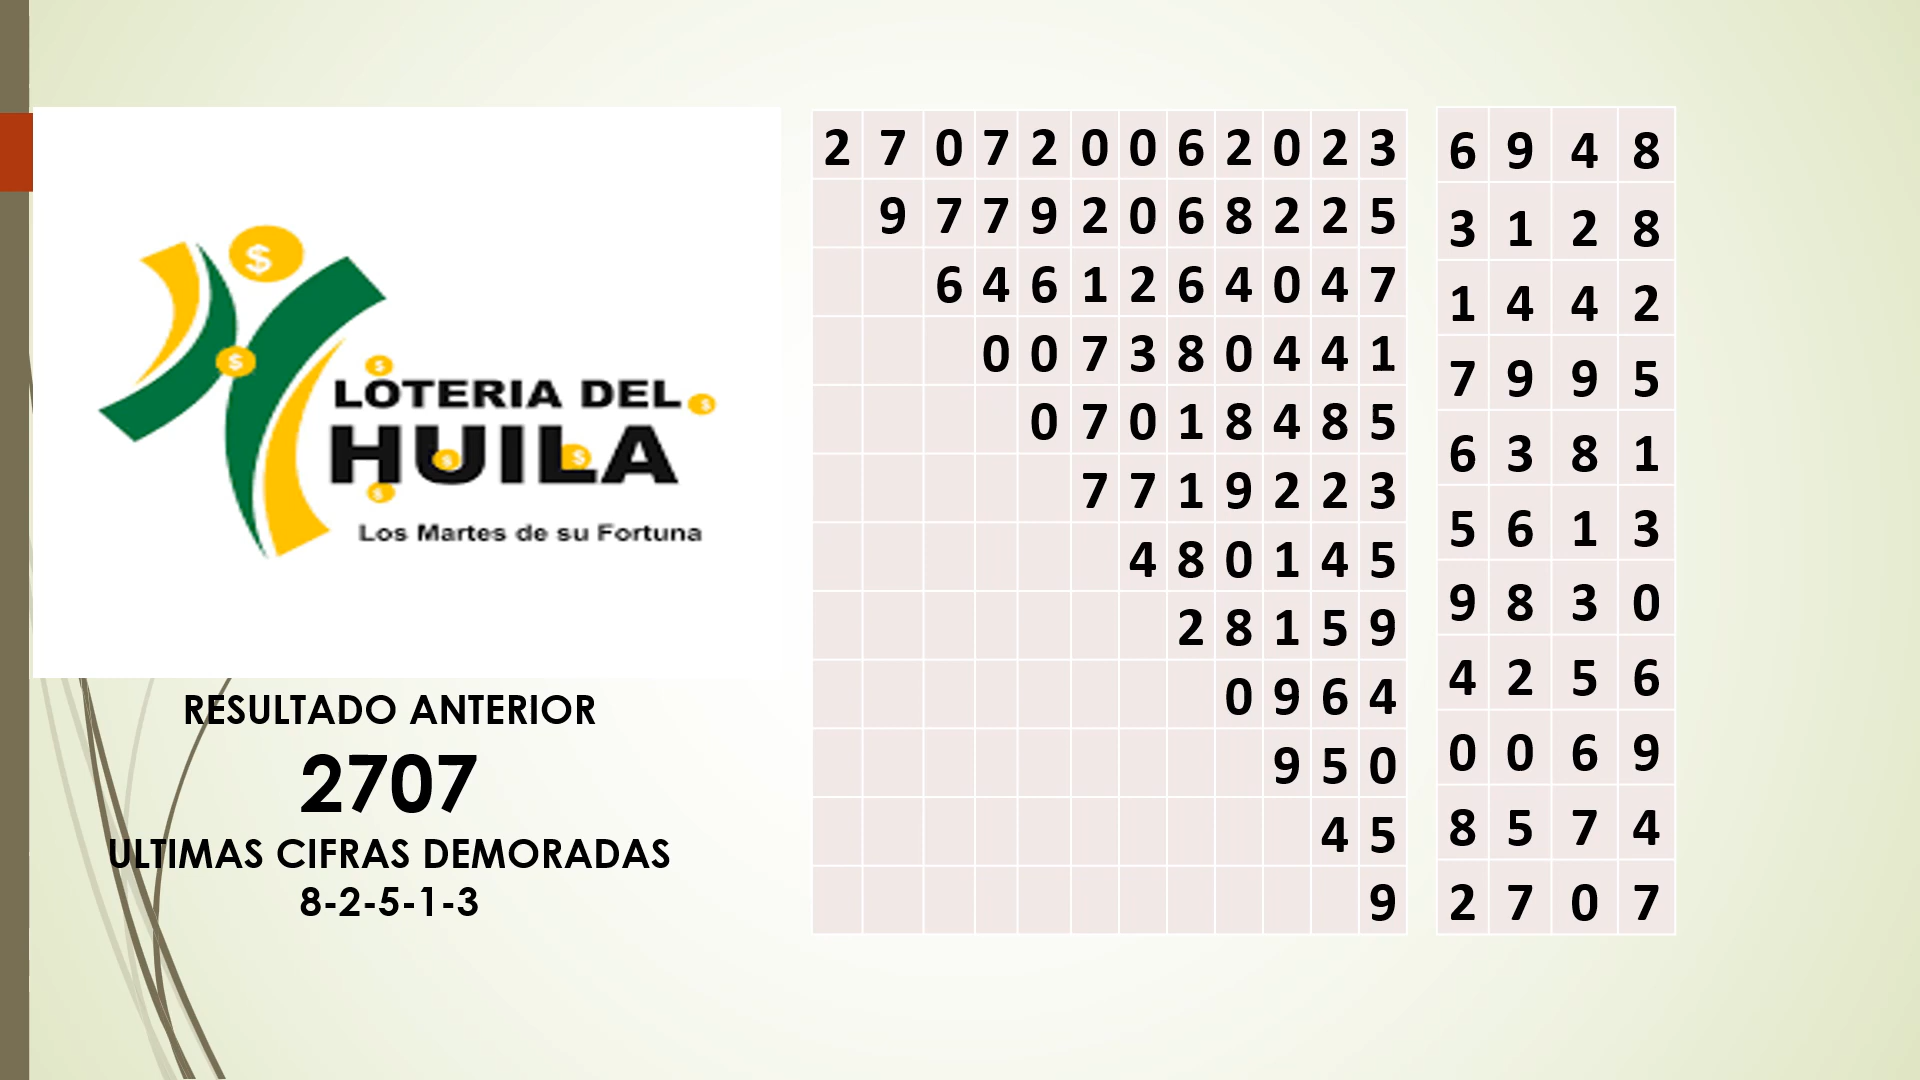 LOTERIA DEL
HUILA
Los Martes de su Fortuna
RESULTADO ANTERIOR
2707
ULTIMAS CIFRAS DEMORADAS
8-2-5-1-3
2 7 0 7 2 0 0 6 2 0 2 3
9 7 7 9 2 0 6 8 2 2 5
6 4 6 1 2 6 4 0 4 7
0 0 7 3 8 0 4 4 1
0 7 0 1 8 4 8 5
7 7 1 9 2 2 3
4 8 0 1 4 5
2 8 1 5 9
0 9 6 4
9 5 0
4 5
9
6 9 4 8
3 1 2 8
1 4 4 2
7 9 9 5
6 3 8 1
5 6 1 3
9 8 3 0
4 2 5 6
0 0 6 9
8 5 7 4
2 7 0 7